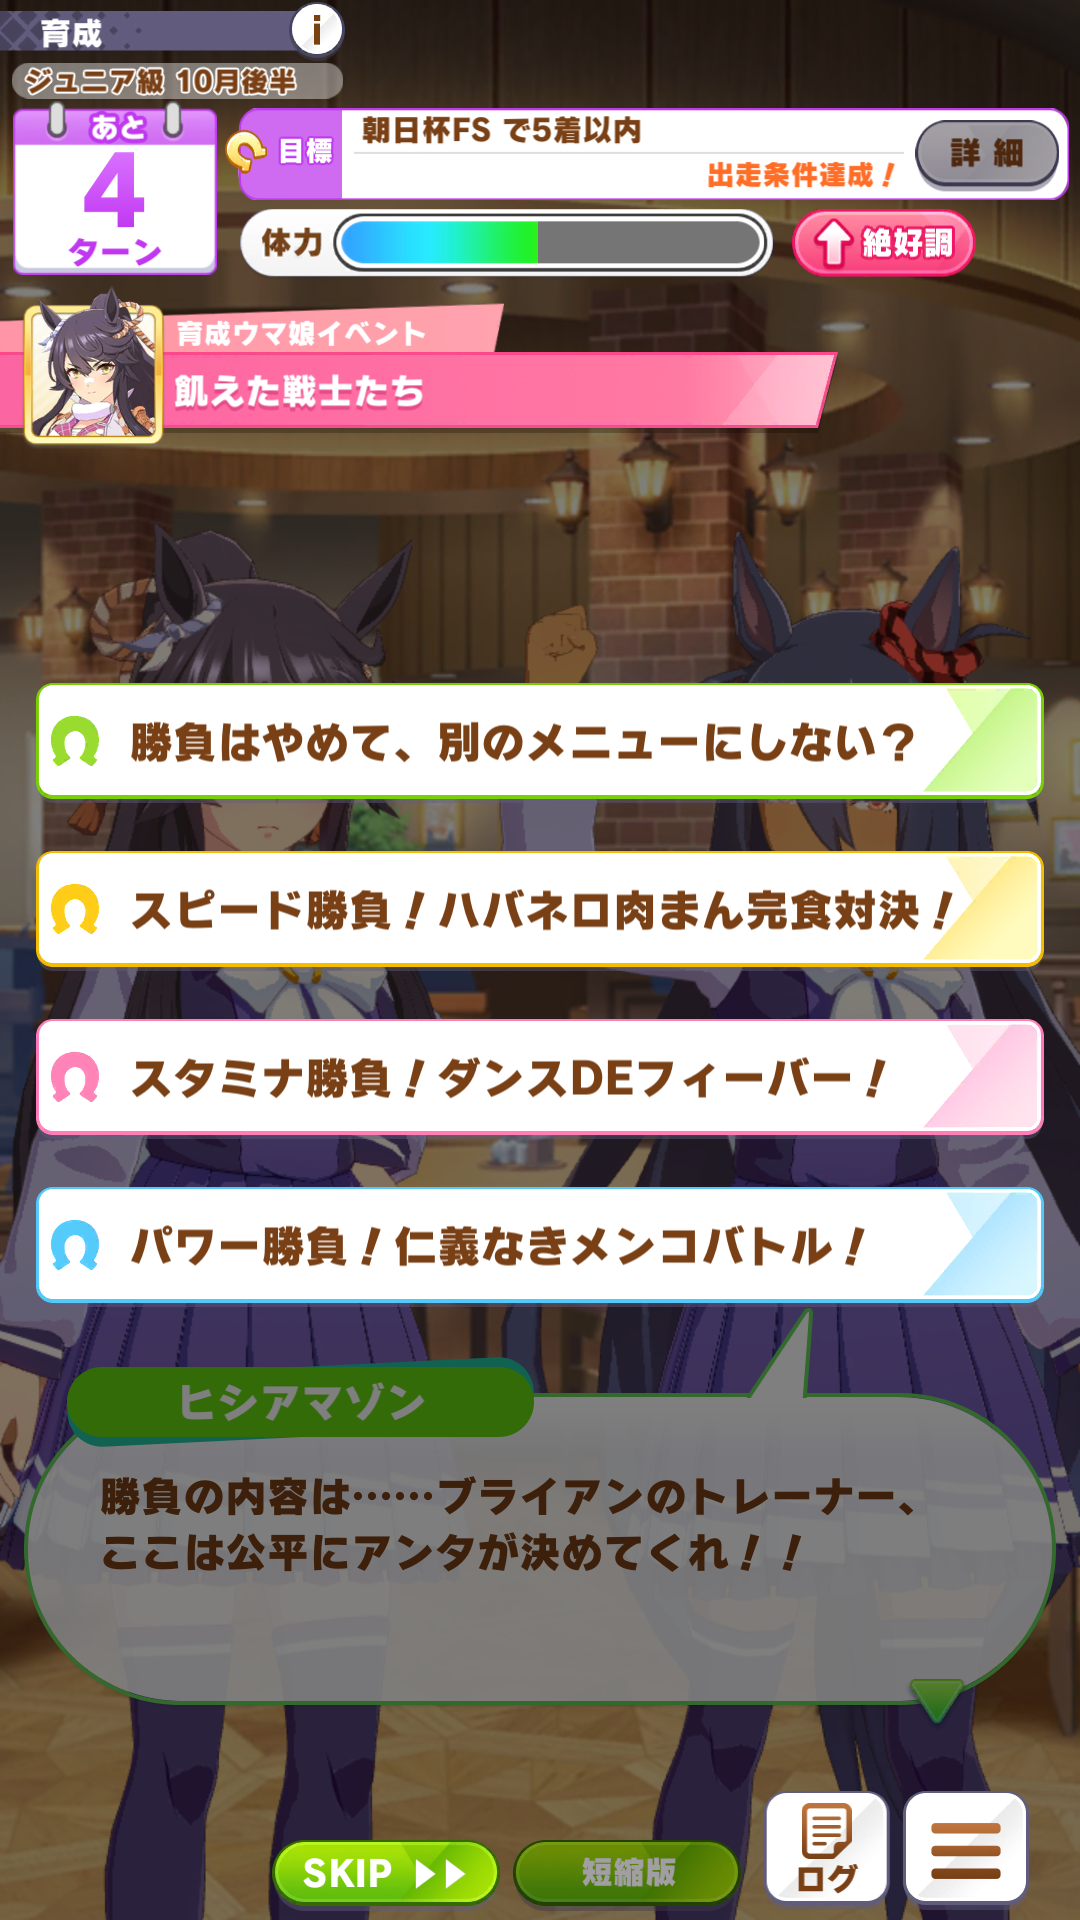 育成
i
ジュニア級 10月後半
あと
4
ターン
目標
朝日杯FS で5着以内
出走条件達成！
詳細
体力
絶好調
育成ウマ娘イベント
飢えた戦士たち
勝負はやめて、別のメニューにしない？
スピード勝負！ハバネロ肉まん完食対決！
スタミナ勝負！ダンスDEフィーバー！
パワー勝負！仁義なきメンコバトル！
ヒシアマゾン
勝負の内容は……ブライアンのトレーナー、
ここは公平にアンタが決めてくれ！！
SKIP
短縮版
ログ